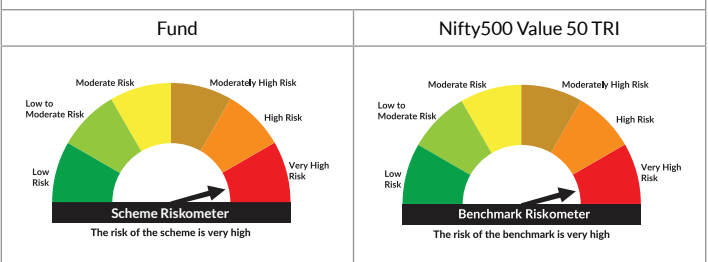 Fund
Nifty500 Value 50 TRI
Moderate Risk
Moderately High Risk
Low to
Moderate Risk
High Risk
Low
Risk
Very High
Risk
Scheme Riskometer
The risk of the scheme is very high
Moderate Risk
Moderately High Risk
Low to
Moderate Risk
High Risk
Low
Risk
Very High
Risk
Benchmark Riskometer
The risk of the benchmark is very high